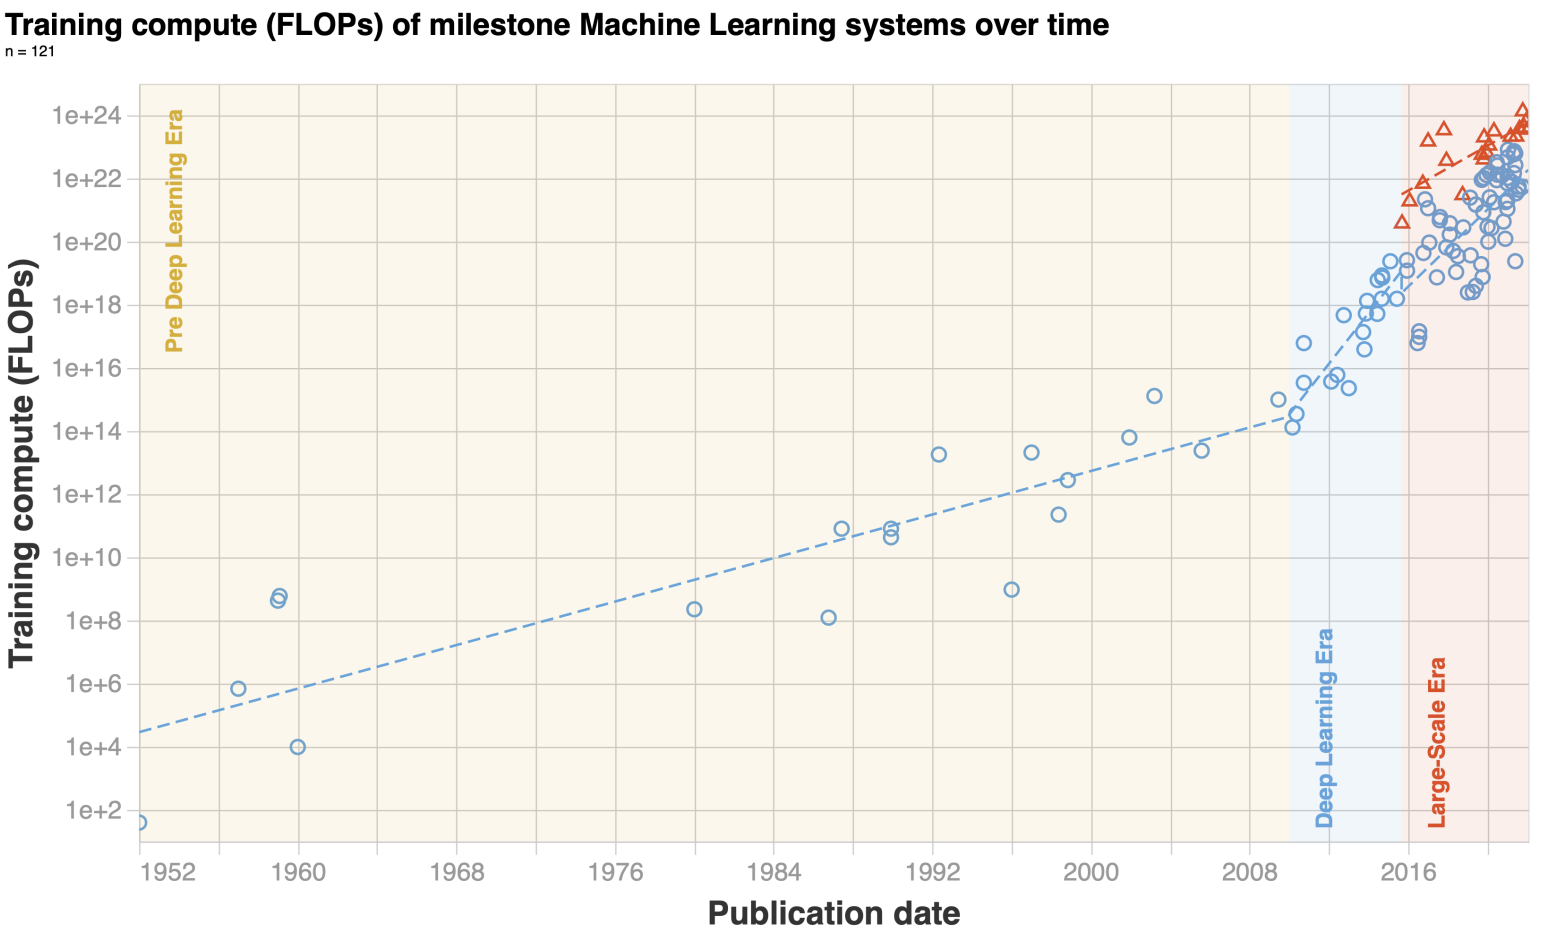 Training compute (FLOPs) of milestone Machine Learning systems over time
n = 121
Training compute (FLOPs)
1e+24
1e+22
1e+20
1e+18
1e+16
1e+14
1e+12
1e+10
1e+8
1e+6
1e+4
1e+2
Pre Deep Learning Era
Deep Learning Era
Large-Scale Era
1952
1960
1968
1976
1984
1992
2000
2008
2016
Publication date